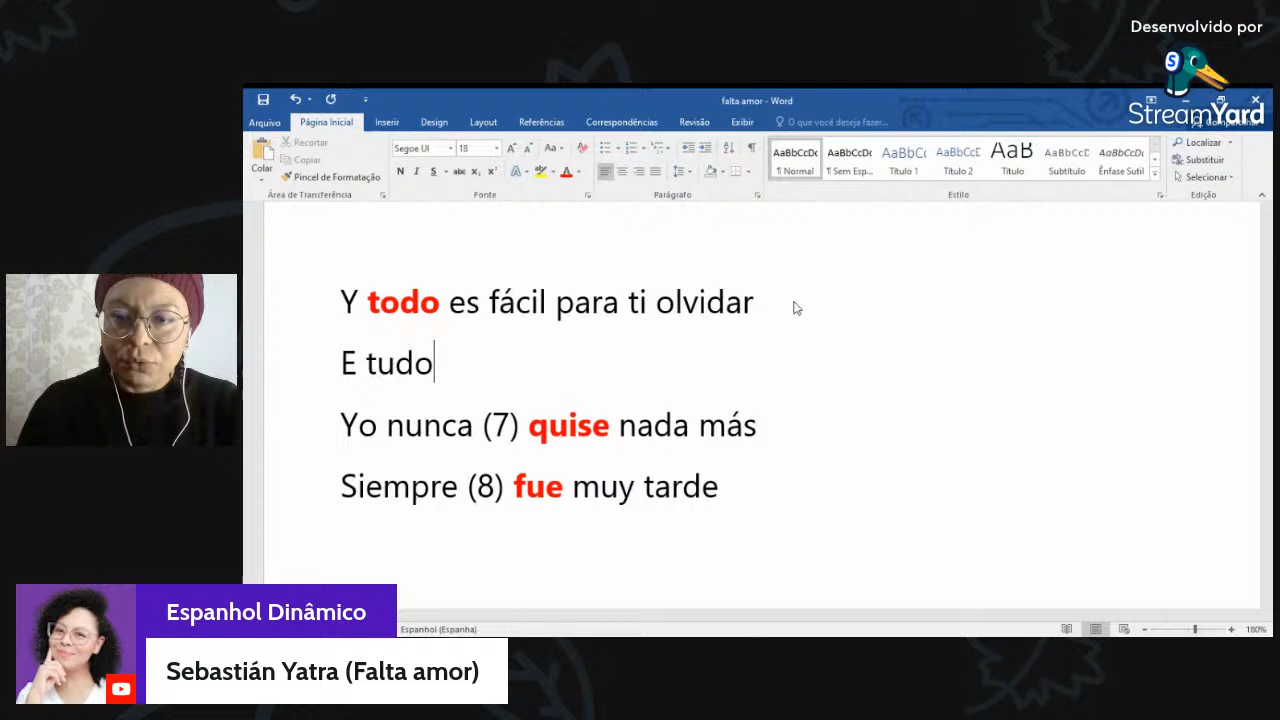 Desenvolvido por
StreamYard
falta amor - Word
Arquivo Página Inicial Inserir Design Layout Referências Correspondências Revisão Exibir O que você deseja fazer...
Colar
Recortar
Copiar
Pincel de Formatação
Área de Transferência
Segoe UI 18
N I S abc x₂ x²
Fonte
Parágrafo
AaBbCcDc AaBbCcDc AaBbCc AaBbCcC AaB AaBbCcC AaBbCcDc
¶ Normal ¶ Sem Esp... Título 1 Título 2 Título Subtítulo Ênfase Sutil
Estilo
Localizar
Substituir
Selecionar
Edição
Y todo es fácil para ti olvidar
E tudo
Yo nunca (7) quise nada más
Siempre (8) fue muy tarde
Espanhol (Espanha)
180%
Espanhol Dinâmico
Sebastián Yatra (Falta amor)